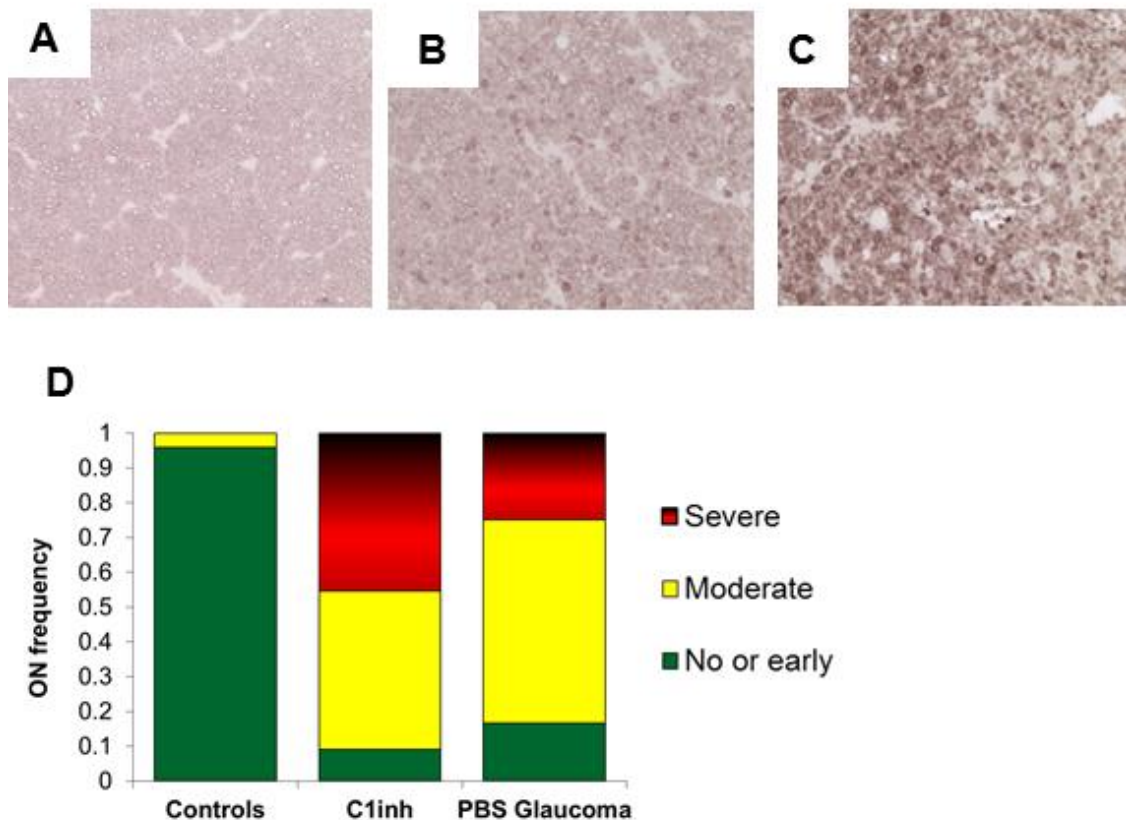 A
B
C
D
ON frequency
1
0.9
0.8
0.7
0.6
0.5
0.4
0.3
0.2
0.1
0
Controls
C1inh
PBS Glaucoma
Severe
Moderate
No or early